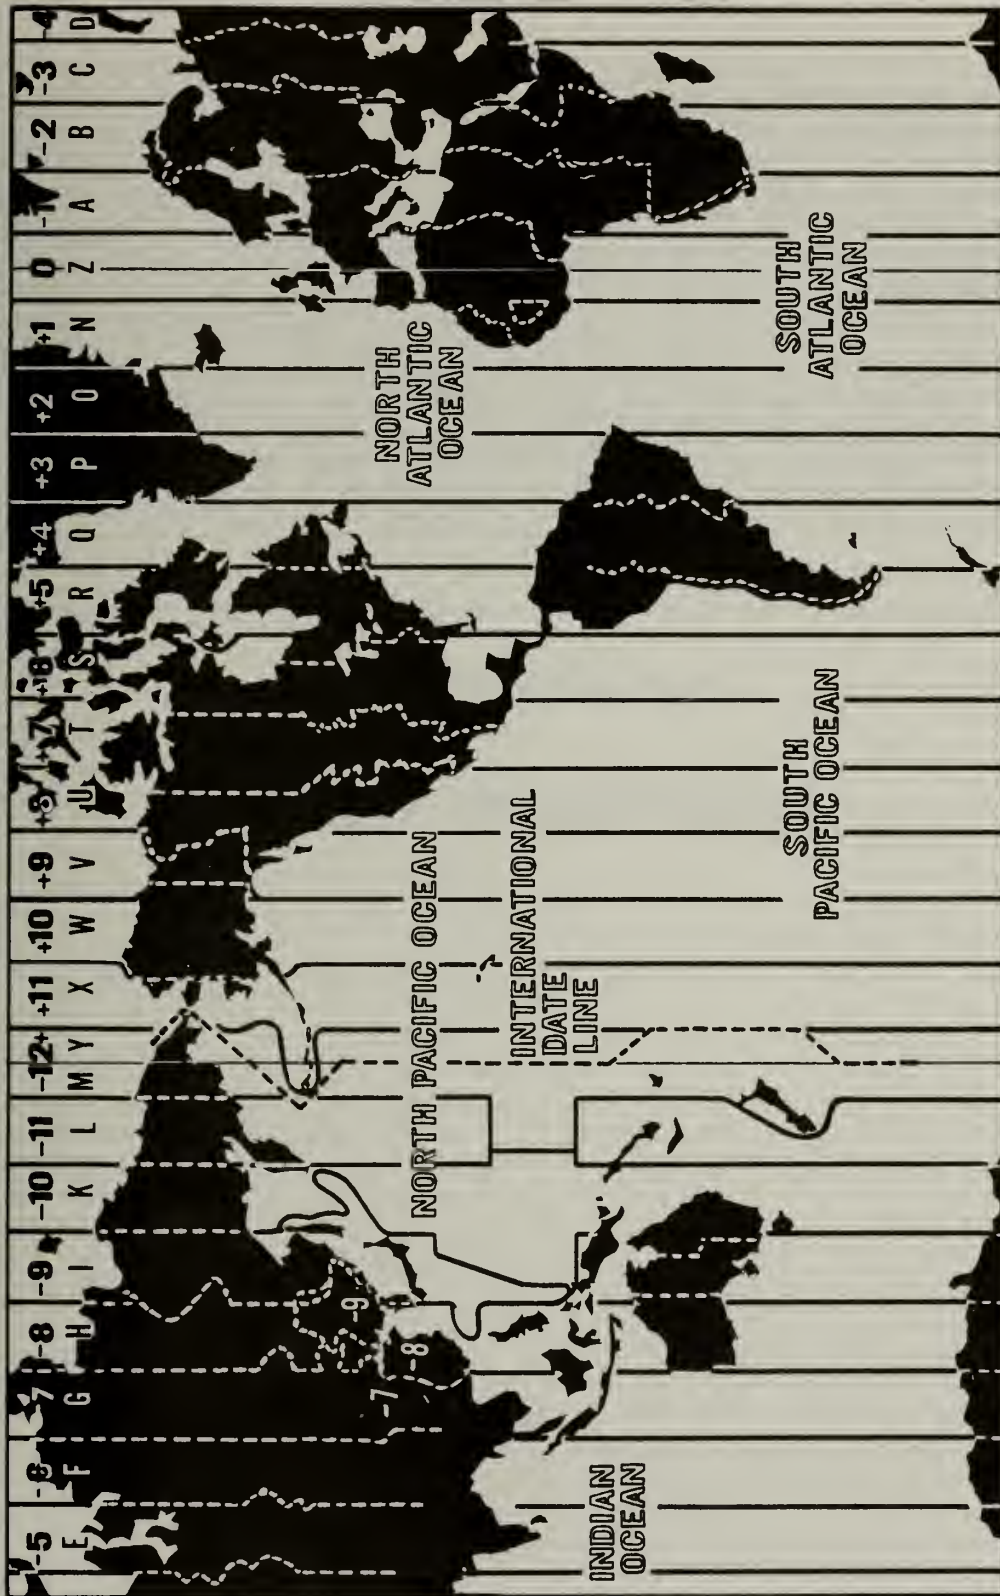 -5 -6 -7 -8 -9 -10 -11 -12+ +11 +10 +9 +8 +7 +6 +5 +4 +3 +2 +1 0 -1 -2 -3 -4
E F G H I K L M Y X W V U T S R Q P O N Z A B C D
-9
-7
-8
NORTH PACIFIC OCEAN
NORTH
ATLANTIC
OCEAN
INTERNATIONAL
DATE
LINE
INDIAN
OCEAN
SOUTH
PACIFIC OCEAN
SOUTH
ATLANTIC
OCEAN